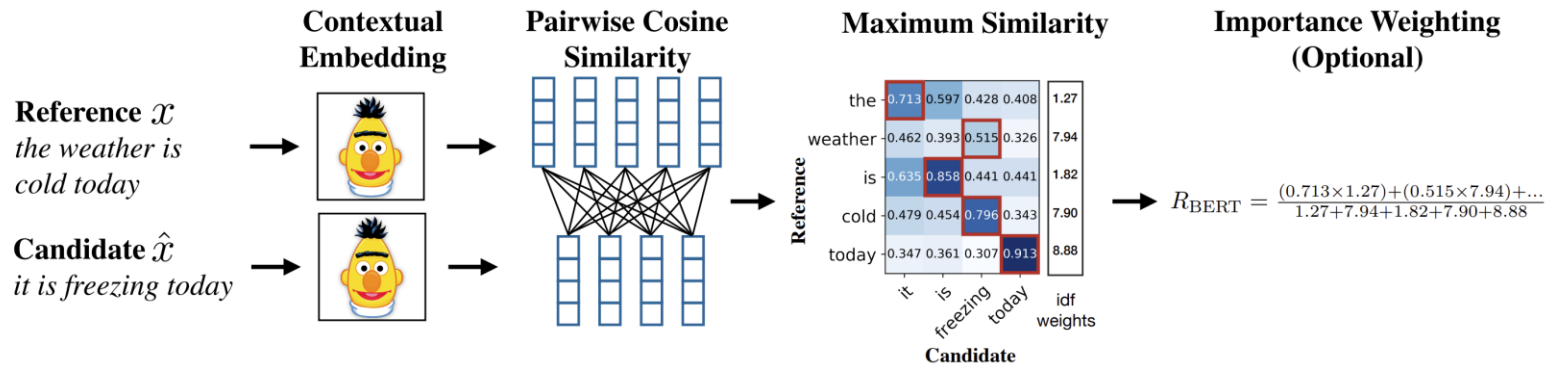 Contextual
Embedding
Pairwise Cosine
Similarity
Maximum Similarity
Importance Weighting
(Optional)
Reference x
the weather is
cold today
Candidate x̂
it is freezing today
Reference
the 0.713 0.597 0.428 0.408 1.27
weather 0.462 0.393 0.515 0.326 7.94
is 0.635 0.858 0.441 0.441 1.82
cold 0.479 0.454 0.796 0.343 7.90
today 0.347 0.361 0.307 0.913 8.88
it is freezing today
idf
weights
Candidate
R_BERT = (0.713×1.27)+(0.515×7.94)+... / 1.27+7.94+1.82+7.90+8.88